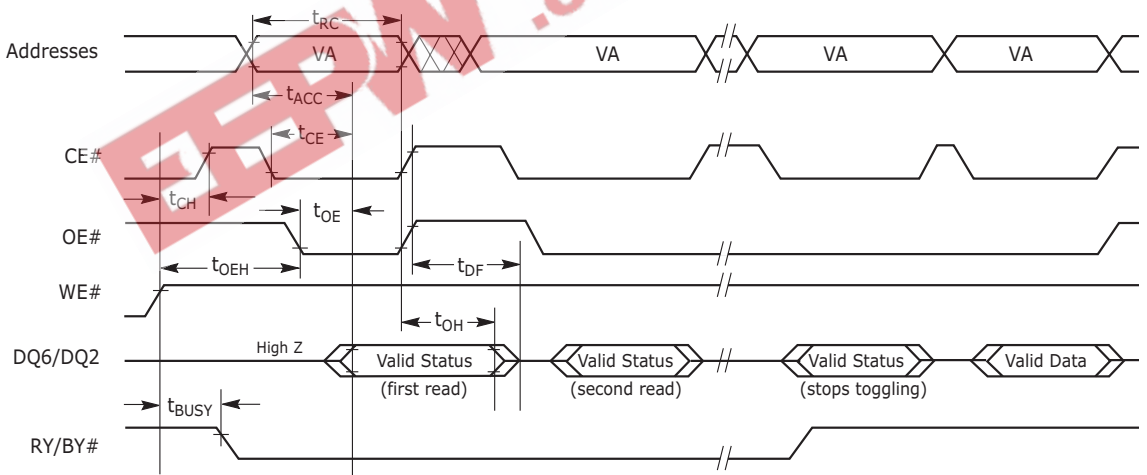 tRC
Addresses VA VA VA VA
tACC
tCE
CE#
tCH
tOE
OE#
tOEH tDF
WE#
tOH
High Z
DQ6/DQ2 Valid Status Valid Status Valid Status Valid Data
(first read) (second read) (stops toggling)
tBUSY
RY/BY#
EEPW